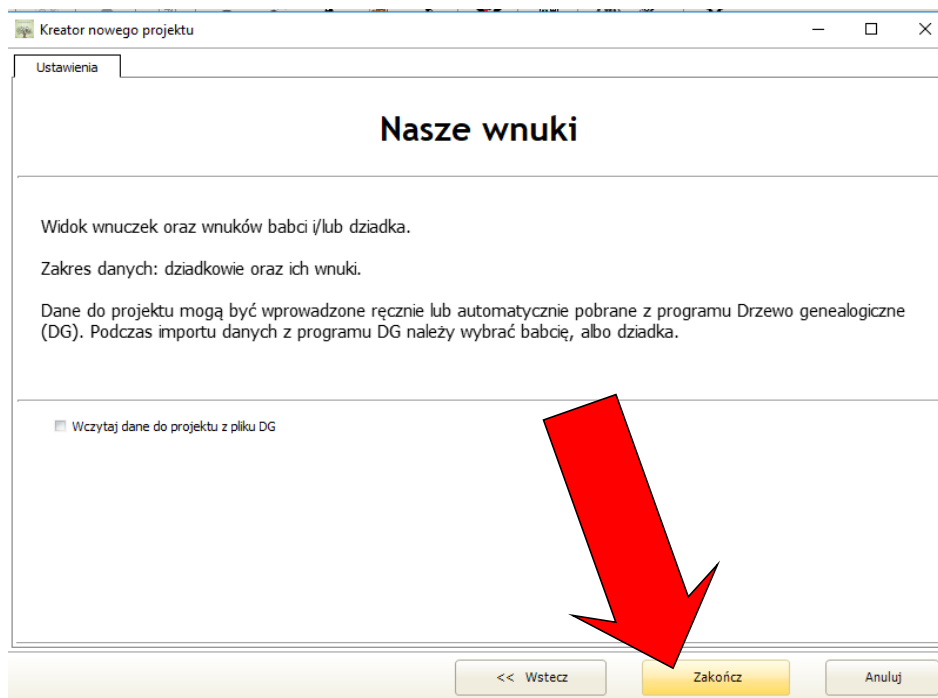 Kreator nowego projektu
Ustawienia
Nasze wnuki
Widok wnuczek oraz wnuków babci i/lub dziadka.
Zakres danych: dziadkowie oraz ich wnuki.
Dane do projektu mogą być wprowadzone ręcznie lub automatycznie pobrane z programu Drzewo genealogiczne
(DG). Podczas importu danych z programu DG należy wybrać babcię, albo dziadka.
Wczytaj dane do projektu z pliku DG
<< Wstecz
Zakończ
Anuluj